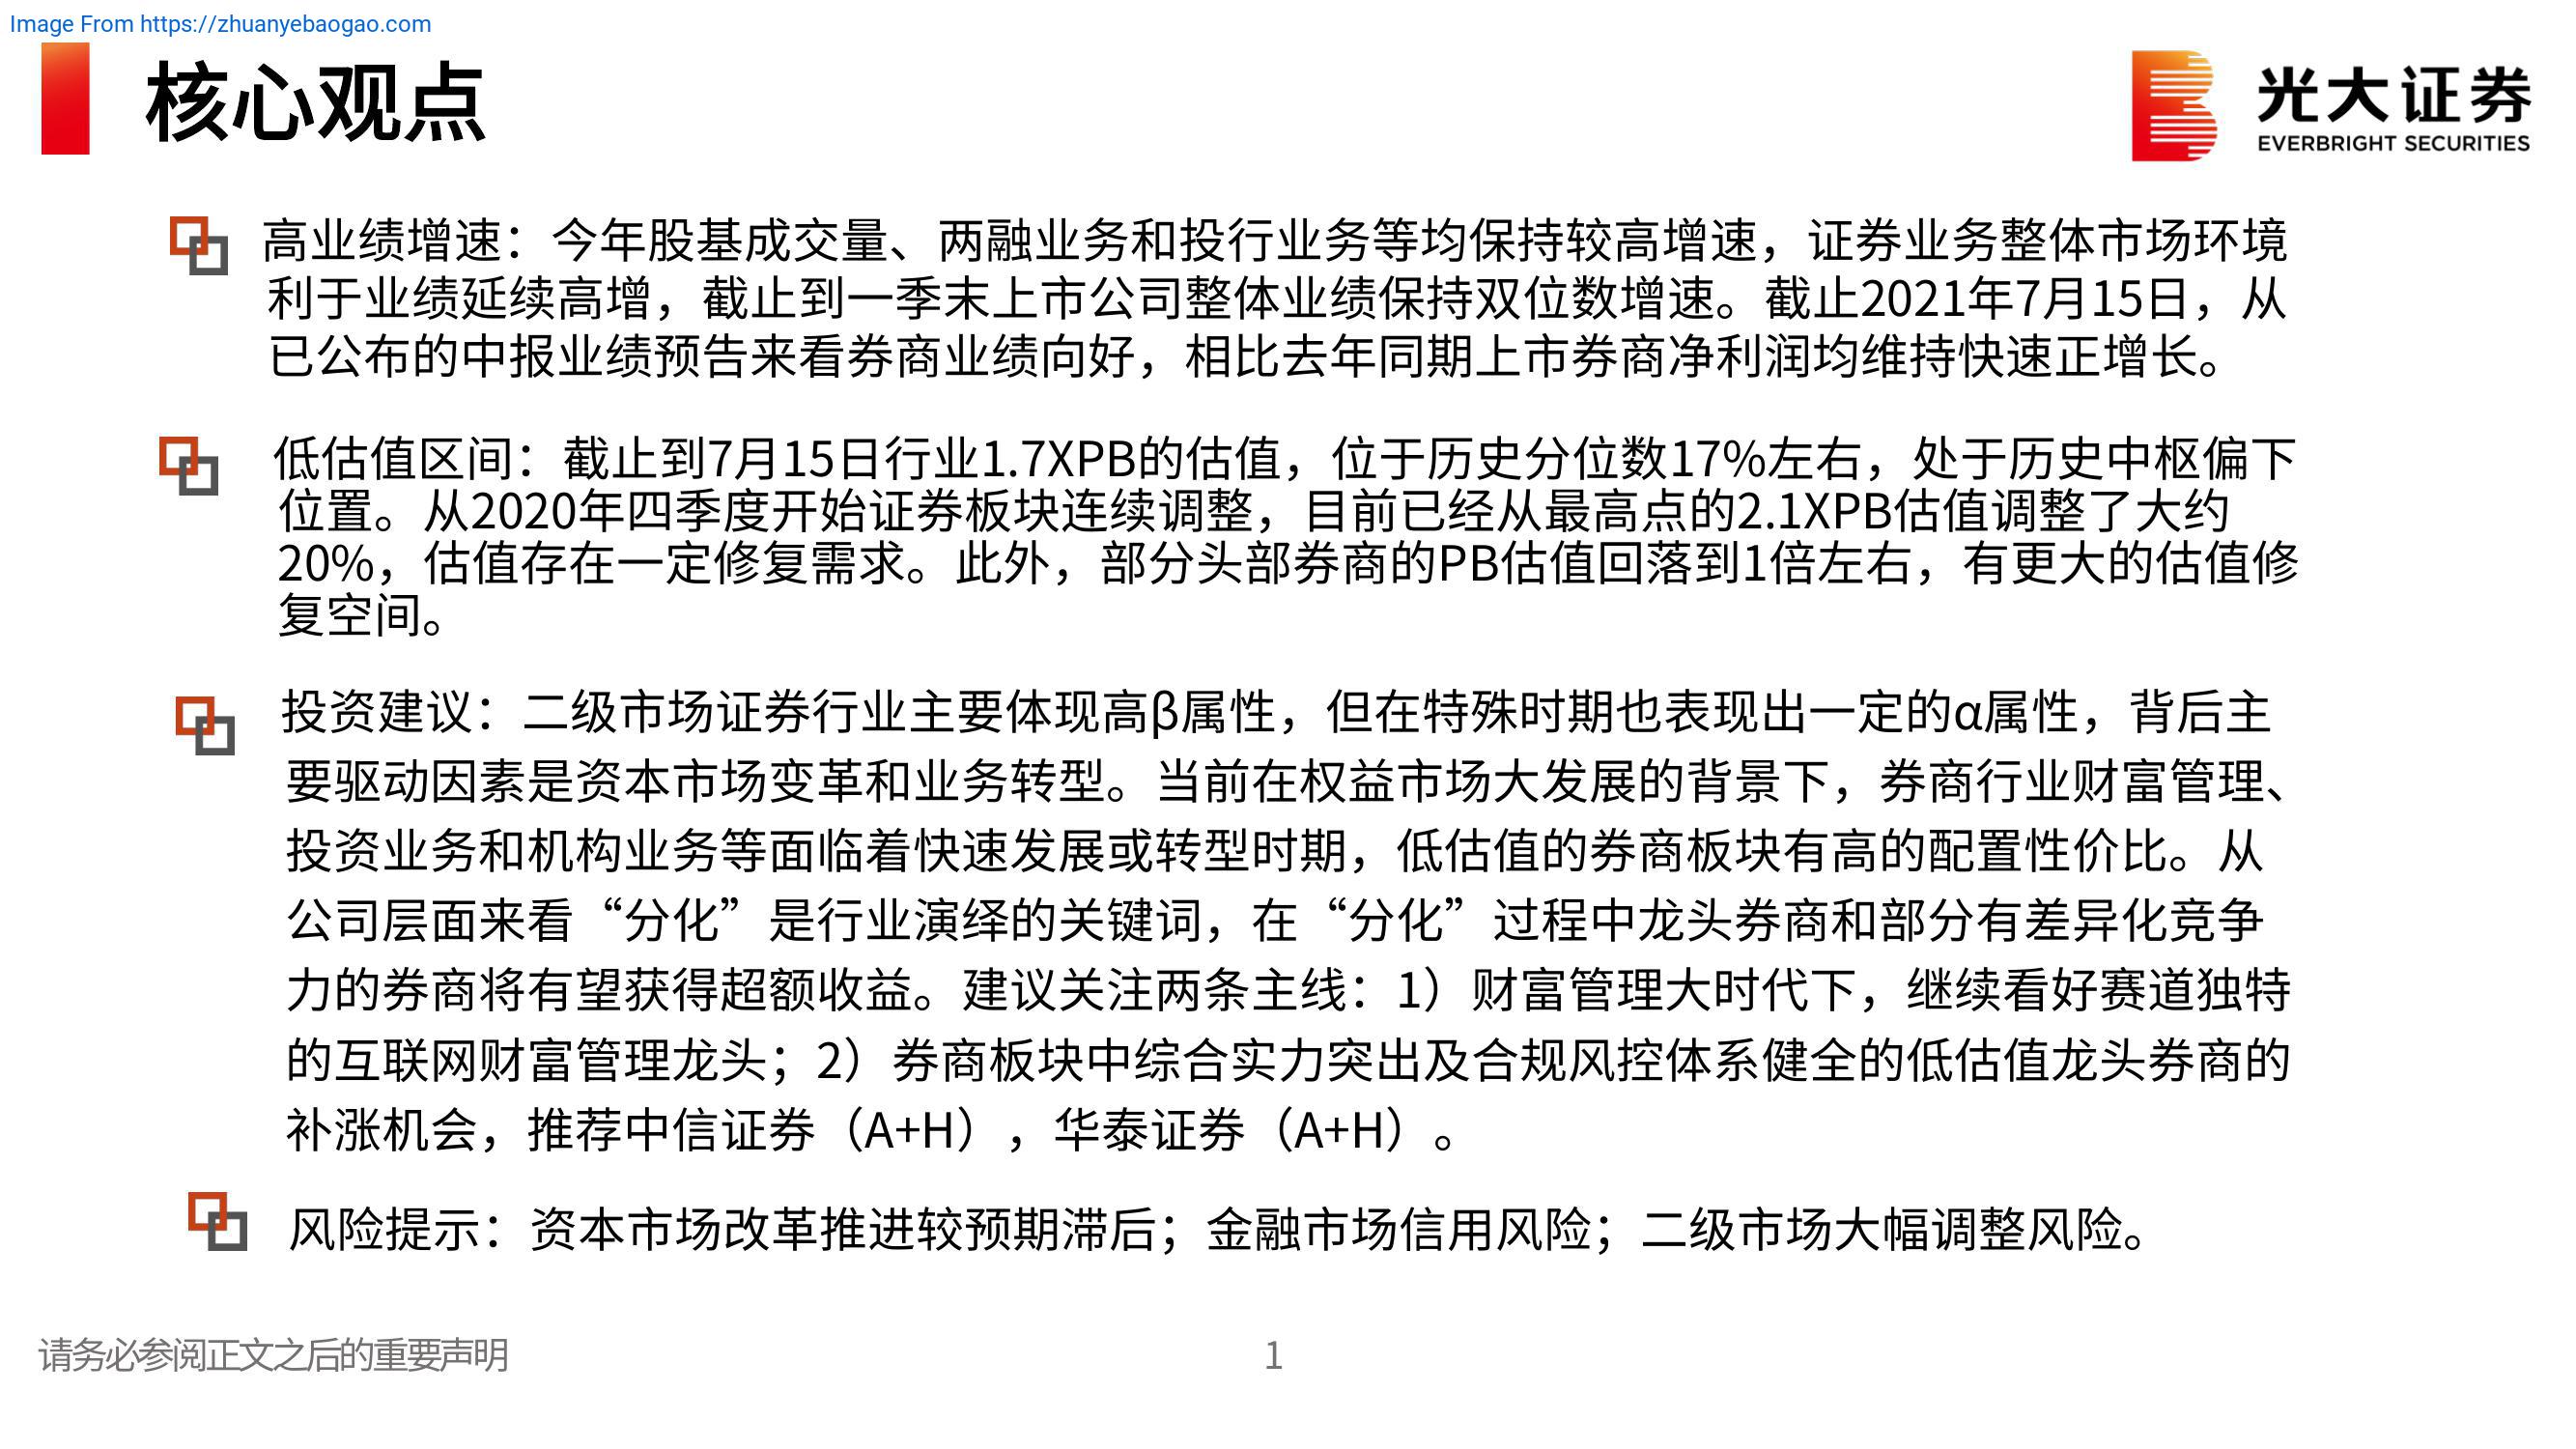 Image From https://zhuanyebaogao.com
核心观点
光大证券
EVERBRIGHT SECURITIES
高业绩增速：今年股基成交量、两融业务和投行业务等均保持较高增速，证券业务整体市场环境
利于业绩延续高增，截止到一季末上市公司整体业绩保持双位数增速。截止2021年7月15日，从
已公布的中报业绩预告来看券商业绩向好，相比去年同期上市券商净利润均维持快速正增长。
低估值区间：截止到7月15日行业1.7XPB的估值，位于历史分位数17%左右，处于历史中枢偏下
位置。从2020年四季度开始证券板块连续调整，目前已经从最高点的2.1XPB估值调整了大约
20%，估值存在一定修复需求。此外，部分头部券商的PB估值回落到1倍左右，有更大的估值修
复空间。
投资建议：二级市场证券行业主要体现高β属性，但在特殊时期也表现出一定的α属性，背后主
要驱动因素是资本市场变革和业务转型。当前在权益市场大发展的背景下，券商行业财富管理、
投资业务和机构业务等面临着快速发展或转型时期，低估值的券商板块有高的配置性价比。从
公司层面来看“分化”是行业演绎的关键词，在“分化”过程中龙头券商和部分有差异化竞争
力的券商将有望获得超额收益。建议关注两条主线：1）财富管理大时代下，继续看好赛道独特
的互联网财富管理龙头；2）券商板块中综合实力突出及合规风控体系健全的低估值龙头券商的
补涨机会，推荐中信证券（A+H），华泰证券（A+H）。
风险提示：资本市场改革推进较预期滞后；金融市场信用风险；二级市场大幅调整风险。
请务必参阅正文之后的重要声明
1